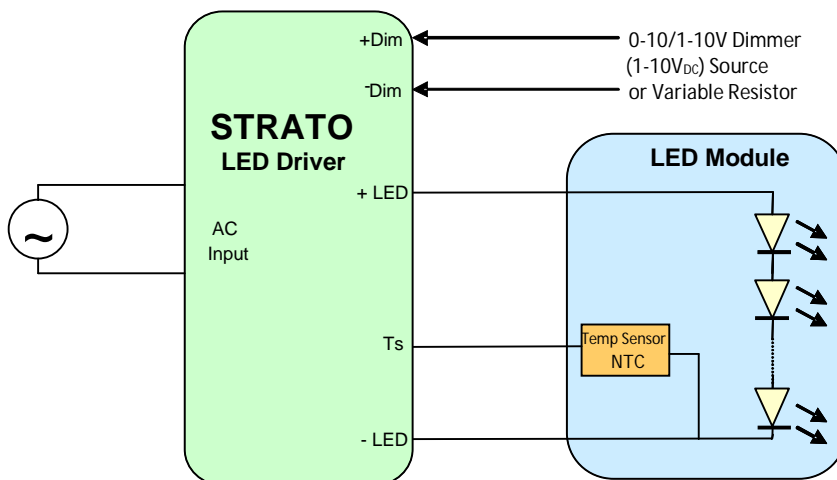 +Dim
-Dim
0-10/1-10V Dimmer
(1-10VDC) Source
or Variable Resistor
STRATO
LED Driver
LED Module
+ LED
~
AC
Input
Ts
Temp Sensor
NTC
- LED